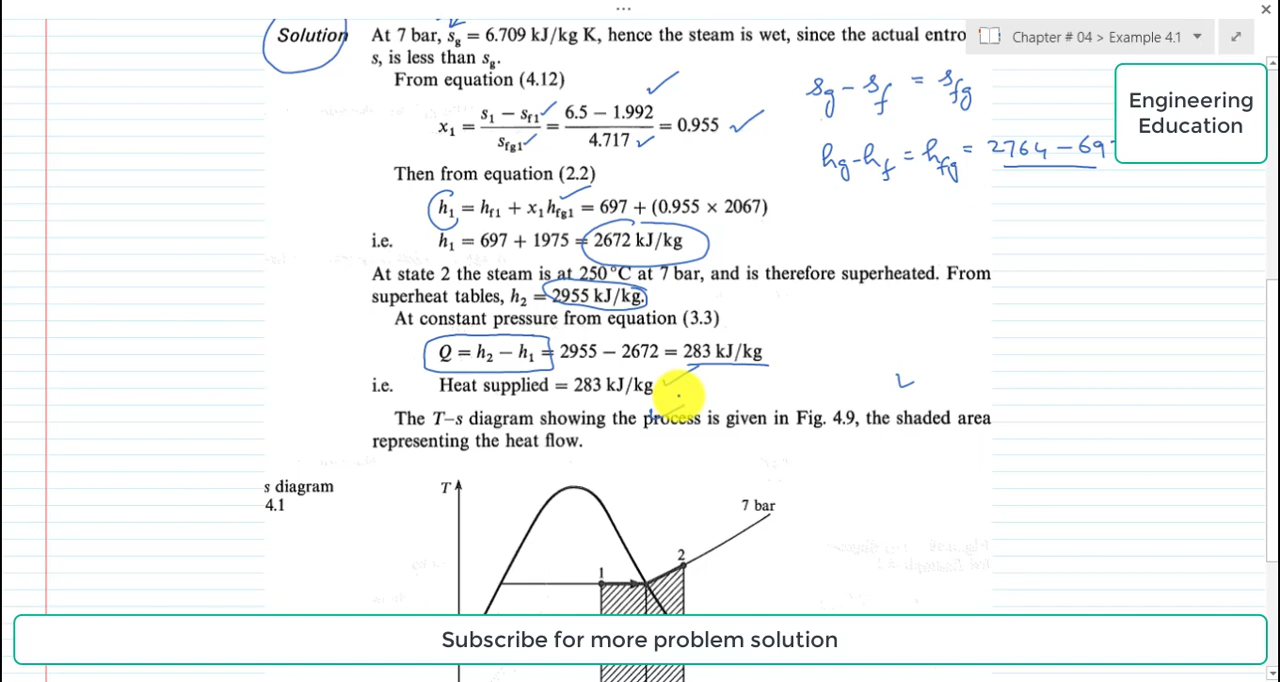 Solution
At 7 bar, sg = 6.709 kJ/kg K, hence the steam is wet, since the actual entro
s, is less than sg.
From equation (4.12)
x1 = (s1 − sf1)/sfg1 = (6.5 − 1.992)/4.717 = 0.955
Then from equation (2.2)
h1 = hf1 + x1hfg1 = 697 + (0.955 × 2067)
i.e. h1 = 697 + 1975 = 2672 kJ/kg
At state 2 the steam is at 250 °C at 7 bar, and is therefore superheated. From
superheat tables, h2 = 2955 kJ/kg.
At constant pressure from equation (3.3)
Q = h2 − h1 = 2955 − 2672 = 283 kJ/kg
i.e. Heat supplied = 283 kJ/kg
The T–s diagram showing the process is given in Fig. 4.9, the shaded area
representing the heat flow.
s diagram
4.1
T
7 bar
1
2
sg − sf = sfg
hg − hf = hfg = 2764 − 697
Chapter # 04 > Example 4.1
Engineering
Education
Subscribe for more problem solution